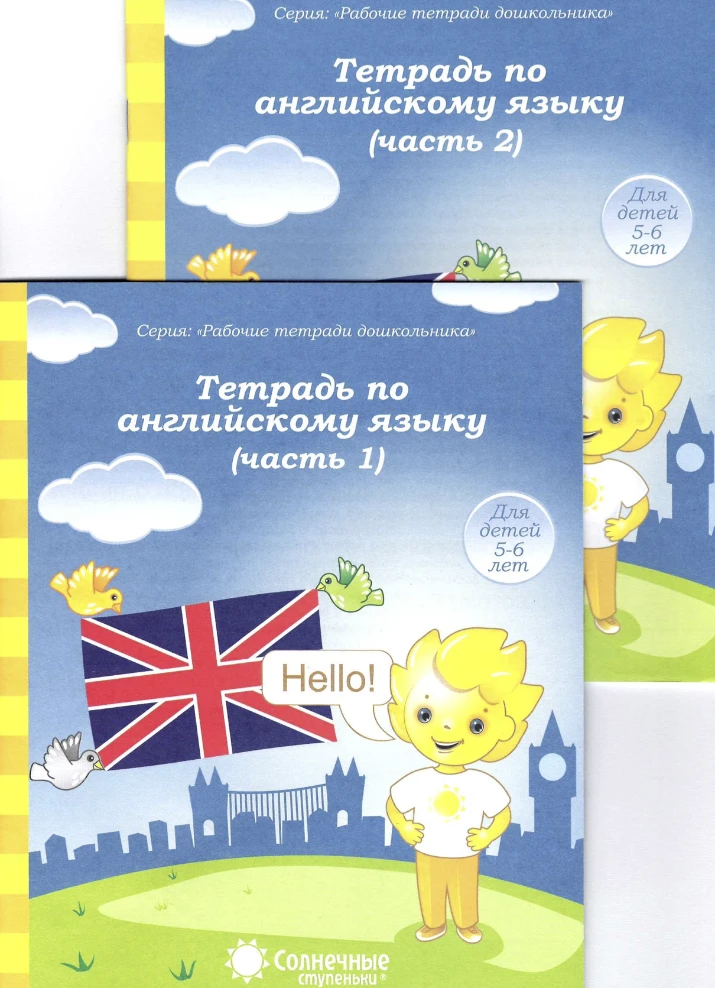 Серия: «Рабочие тетради дошкольника»
Тетрадь по
английскому языку
(часть 2)
Для
детей
5-6
лет
Серия: «Рабочие тетради дошкольника»
Тетрадь по
английскому языку
(часть 1)
Для
детей
5-6
лет
Hello!
Солнечные
ступеньки®